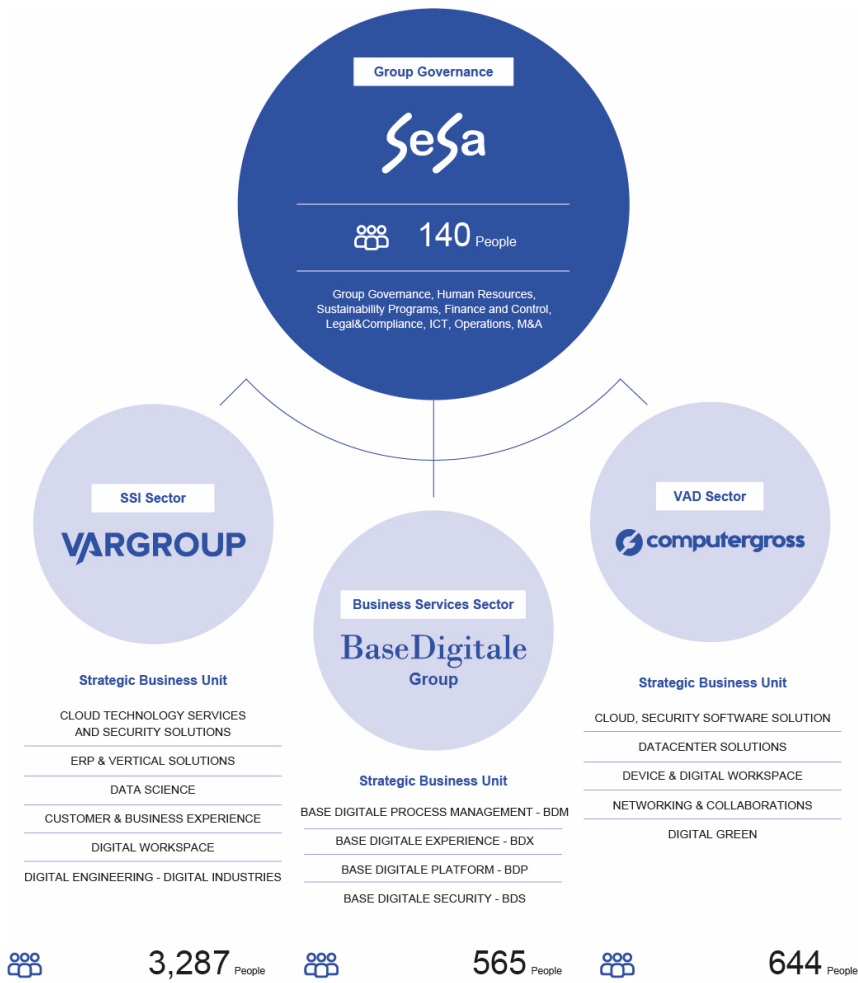 Group Governance
SeSa
140 People
Group Governance, Human Resources,
Sustainability Programs, Finance and Control,
Legal&Compliance, ICT, Operations, M&A
SSI Sector
VARGROUP
Strategic Business Unit
CLOUD TECHNOLOGY SERVICES
AND SECURITY SOLUTIONS
ERP & VERTICAL SOLUTIONS
DATA SCIENCE
CUSTOMER & BUSINESS EXPERIENCE
DIGITAL WORKSPACE
DIGITAL ENGINEERING - DIGITAL INDUSTRIES
3,287 People
Business Services Sector
BaseDigitale
Group
Strategic Business Unit
BASE DIGITALE PROCESS MANAGEMENT - BDM
BASE DIGITALE EXPERIENCE - BDX
BASE DIGITALE PLATFORM - BDP
BASE DIGITALE SECURITY - BDS
565 People
VAD Sector
computergross
Strategic Business Unit
CLOUD, SECURITY SOFTWARE SOLUTION
DATACENTER SOLUTIONS
DEVICE & DIGITAL WORKSPACE
NETWORKING & COLLABORATIONS
DIGITAL GREEN
644 People